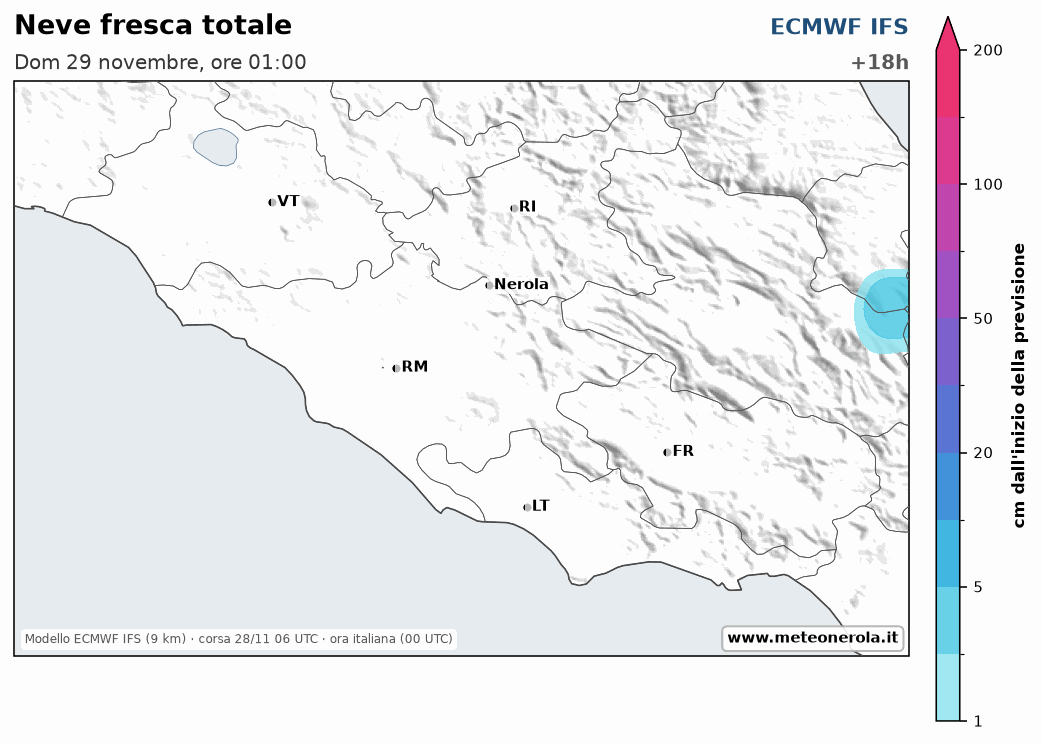 Neve fresca totale
ECMWF IFS
Dom 29 novembre, ore 01:00
+18h
200
100
50
20
5
1
cm dall'inizio della previsione
VT
RI
Nerola
RM
FR
LT
Modello ECMWF IFS (9 km) · corsa 28/11 06 UTC · ora italiana (00 UTC)
www.meteonerola.it